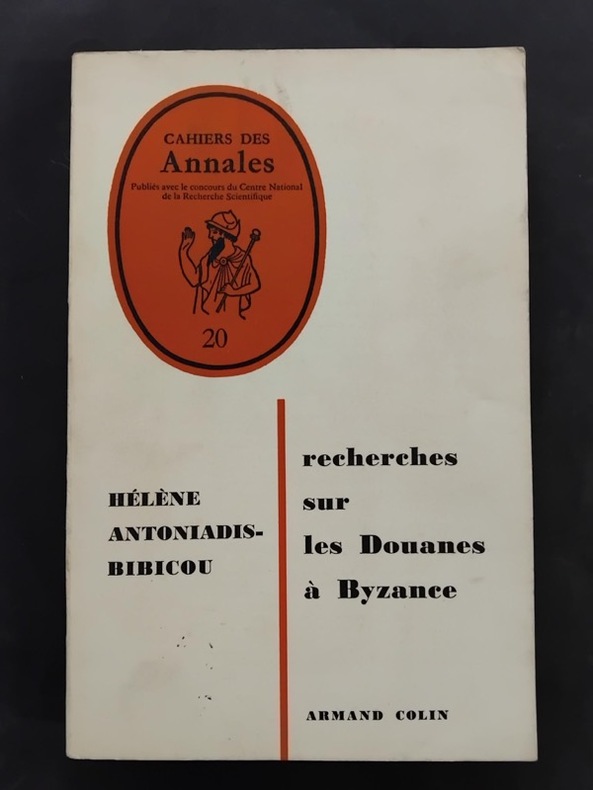 CAHIERS DES
Annales
Publiés avec le concours du Centre National
de la Recherche Scientifique
20
HÉLÈNE
ANTONIADIS-
BIBICOU
recherches
sur
les Douanes
à Byzance
ARMAND COLIN